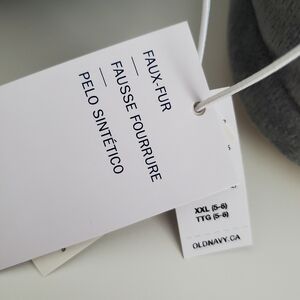 FAUX-FUR
FAUSSE FOURRURE
PELO SINTÉTICO
XXL (5-6)
TTG (5-6)
OLDNAVY.CA